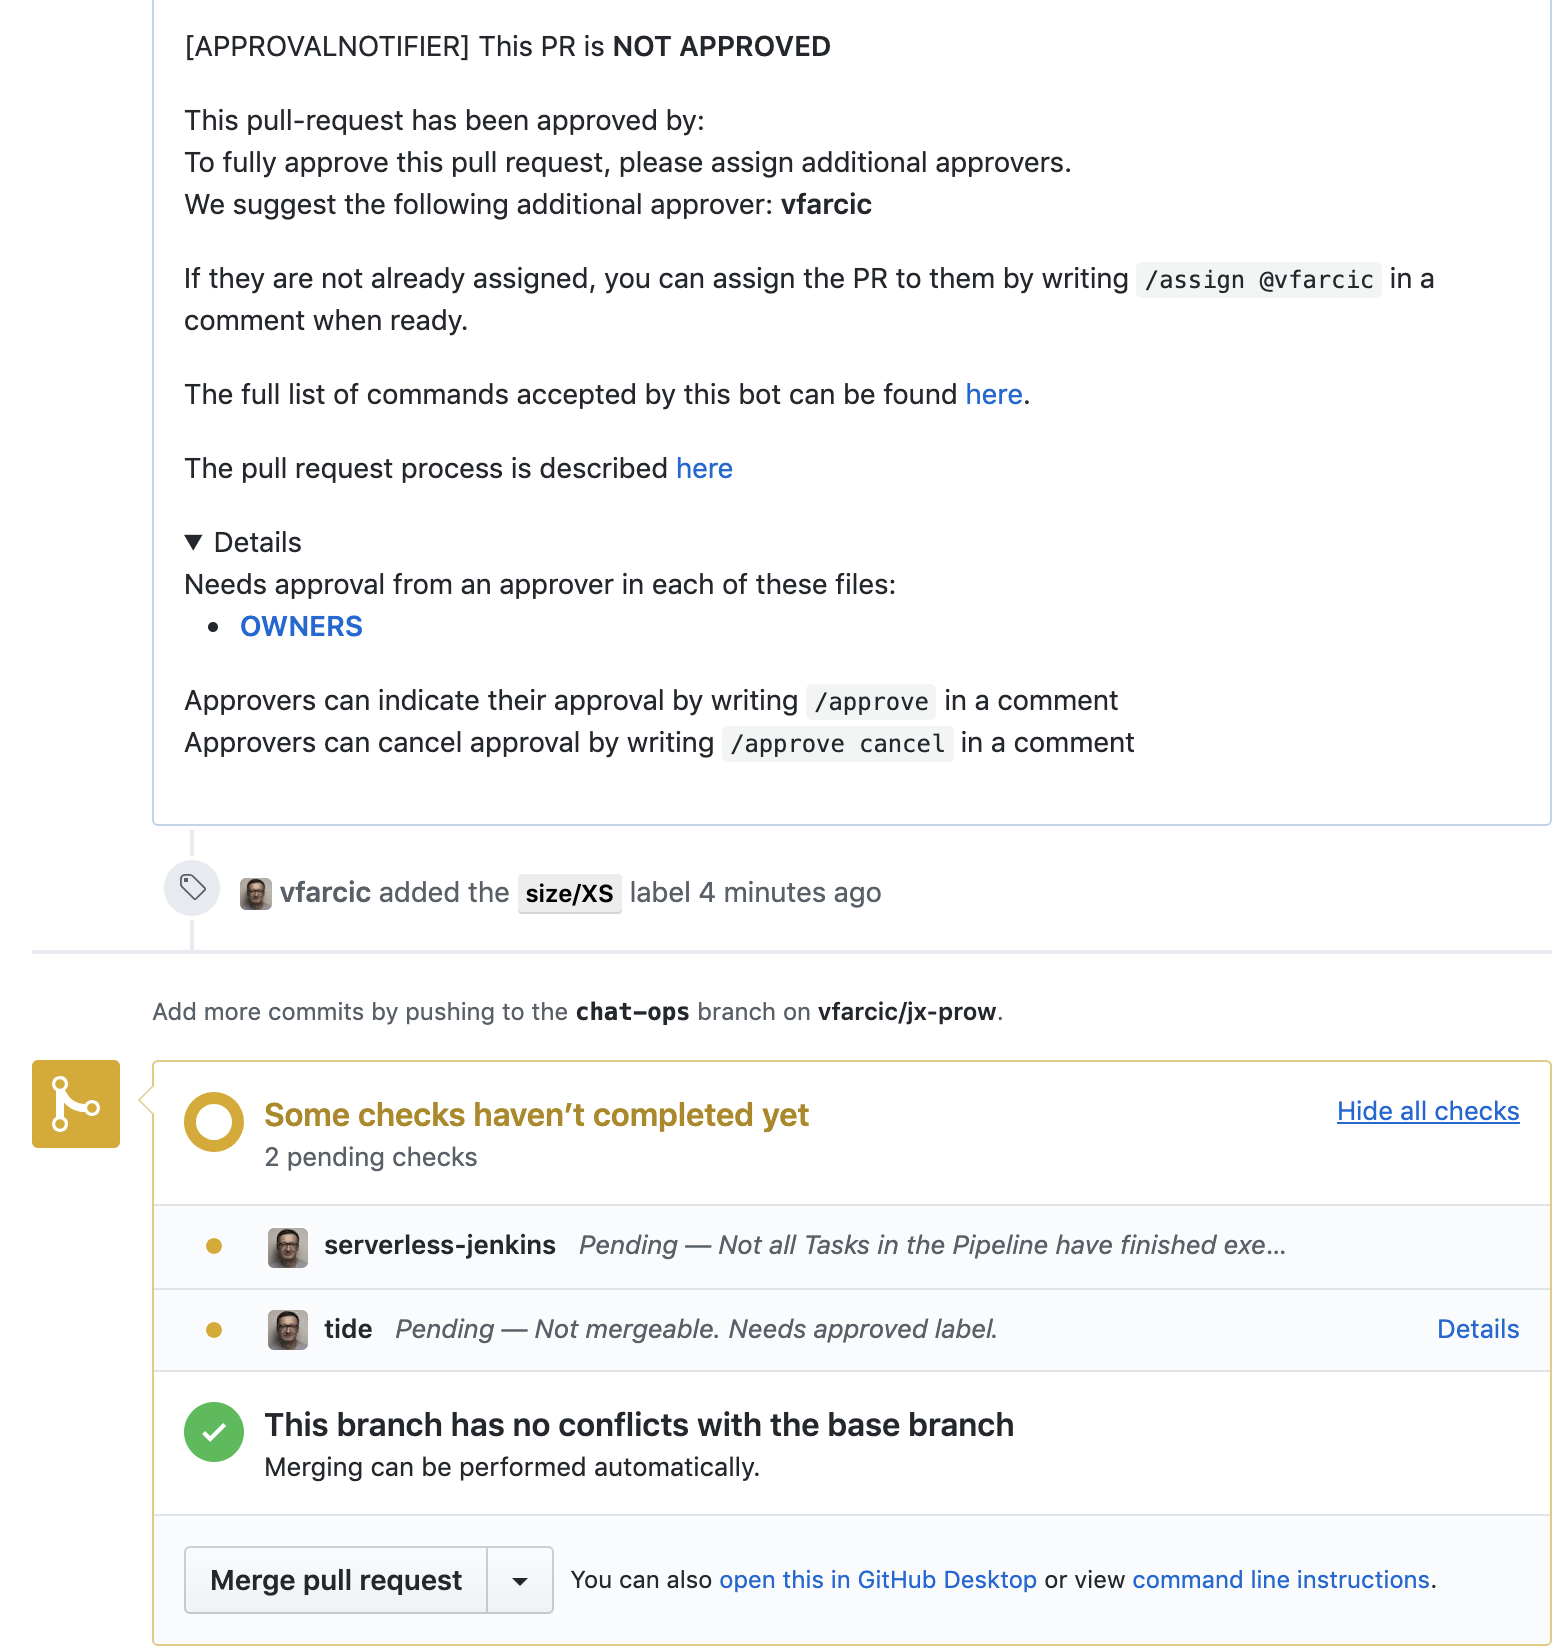 [APPROVALNOTIFIER] This PR is NOT APPROVED
This pull-request has been approved by:
To fully approve this pull request, please assign additional approvers.
We suggest the following additional approver: vfarcic
If they are not already assigned, you can assign the PR to them by writing /assign @vfarcic in a
comment when ready.
The full list of commands accepted by this bot can be found here.
The pull request process is described here
▼ Details
Needs approval from an approver in each of these files:
• OWNERS
Approvers can indicate their approval by writing /approve in a comment
Approvers can cancel approval by writing /approve cancel in a comment
vfarcic added the size/XS label 4 minutes ago
Add more commits by pushing to the chat-ops branch on vfarcic/jx-prow.
Some checks haven’t completed yet
Hide all checks
2 pending checks
serverless-jenkins Pending — Not all Tasks in the Pipeline have finished exe...
tide Pending — Not mergeable. Needs approved label.
Details
This branch has no conflicts with the base branch
Merging can be performed automatically.
Merge pull request
You can also open this in GitHub Desktop or view command line instructions.